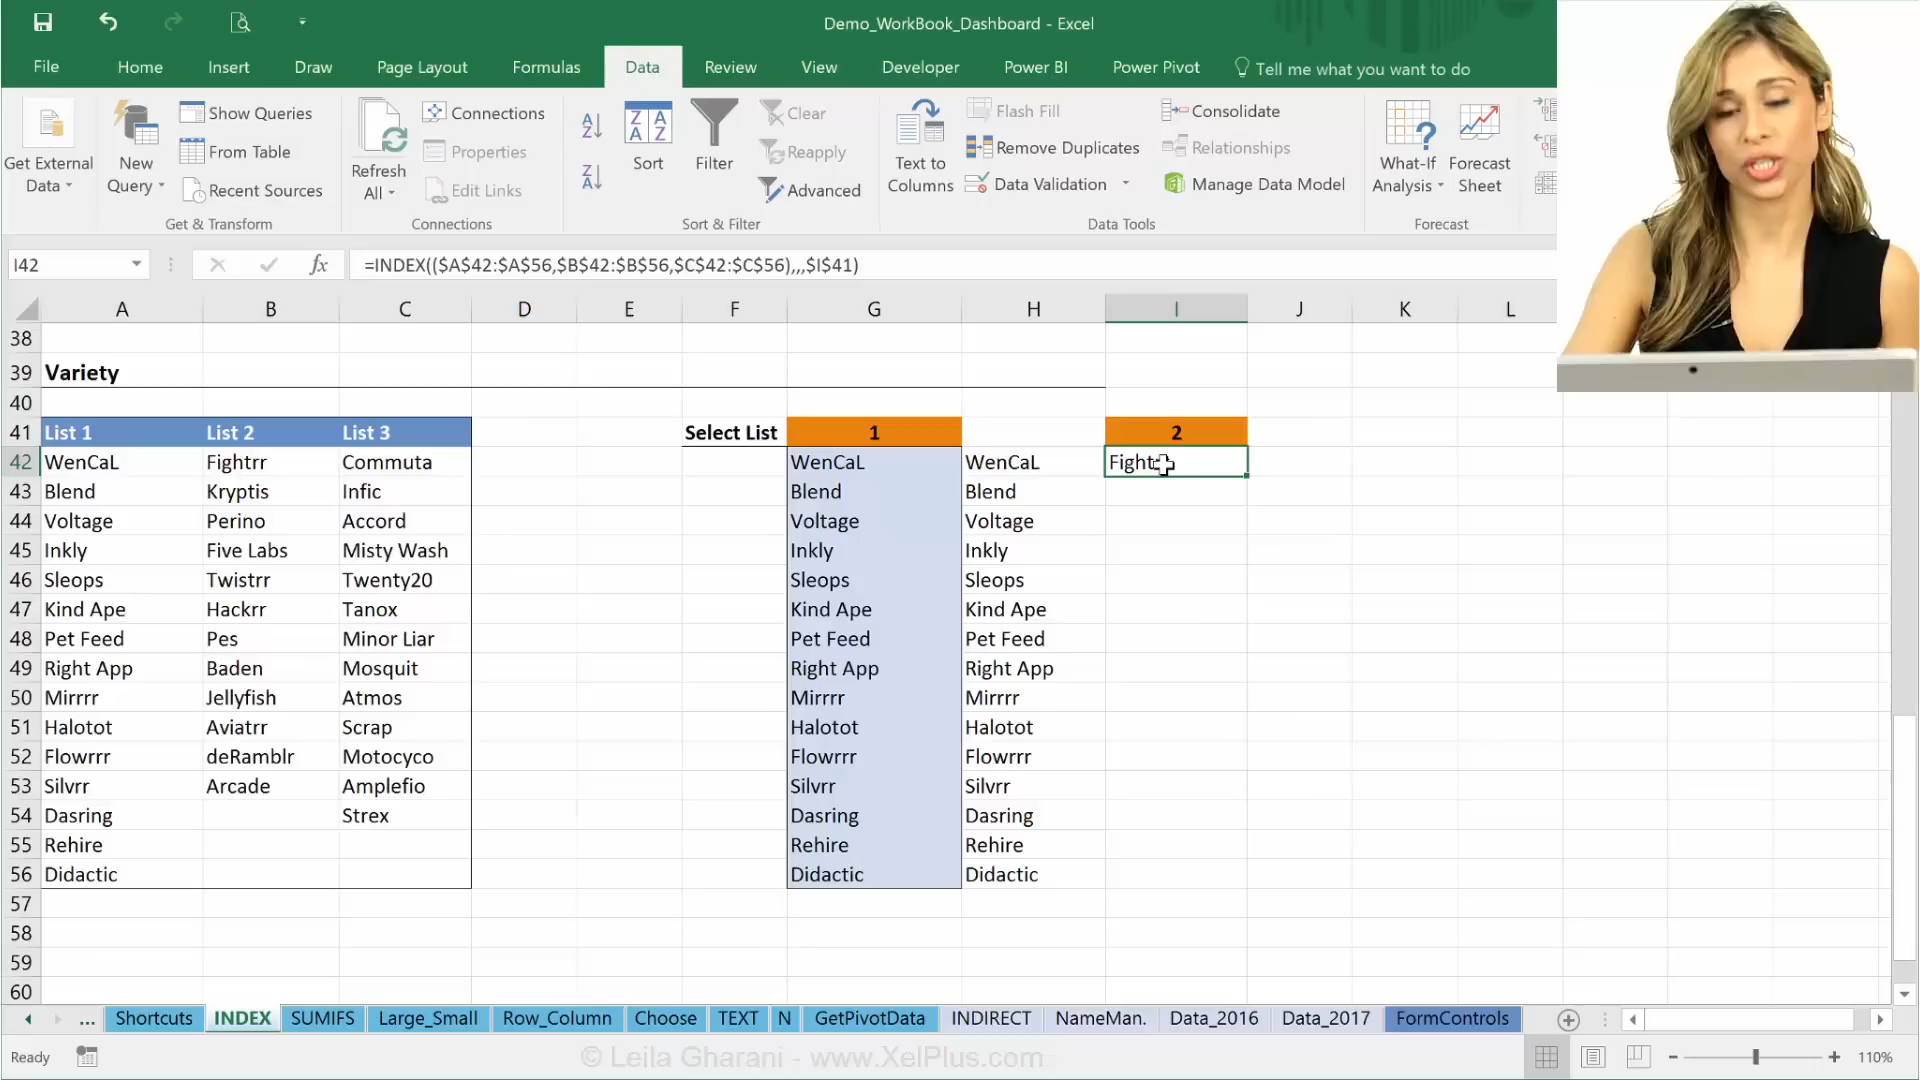 Demo_WorkBook_Dashboard - Excel
File Home Insert Draw Page Layout Formulas Data Review View Developer Power BI Power Pivot Tell me what you want to do
Get External Data
New Query
Show Queries
From Table
Recent Sources
Get & Transform
Refresh All
Connections
Properties
Edit Links
Connections
Sort
Filter
Clear
Reapply
Advanced
Sort & Filter
Text to Columns
Flash Fill
Remove Duplicates
Data Validation
Consolidate
Relationships
Manage Data Model
Data Tools
What-If Analysis
Forecast Sheet
Forecast
I42 fx =INDEX(($A$42:$A$56,$B$42:$B$56,$C$42:$C$56),,,$I$41)
A B C D E F G H I J K L
38
39 Variety
40
41 List 1 List 2 List 3 Select List 1 2
42 WenCaL Fightrr Commuta WenCaL WenCaL
43 Blend Kryptis Infic Blend Blend
44 Voltage Perino Accord Voltage Voltage
45 Inkly Five Labs Misty Wash Inkly Inkly
46 Sleops Twistrr Twenty20 Sleops Sleops
47 Kind Ape Hackrr Tanox Kind Ape Kind Ape
48 Pet Feed Pes Minor Liar Pet Feed Pet Feed
49 Right App Baden Mosquit Right App Right App
50 Mirrrr Jellyfish Atmos Mirrrr Mirrrr
51 Halotot Aviatrr Scrap Halotot Halotot
52 Flowrrr deRamblr Motocyco Flowrrr Flowrrr
53 Silvrr Arcade Amplefio Silvrr Silvrr
54 Dasring Strex Dasring Dasring
55 Rehire Rehire Rehire
56 Didactic Didactic Didactic
57
58
59
60
... Shortcuts INDEX SUMIFS Large_Small Row_Column Choose TEXT N GetPivotData INDIRECT NameMan. Data_2016 Data_2017 FormControls
Ready © Leila Gharani - www.XelPlus.com 110%